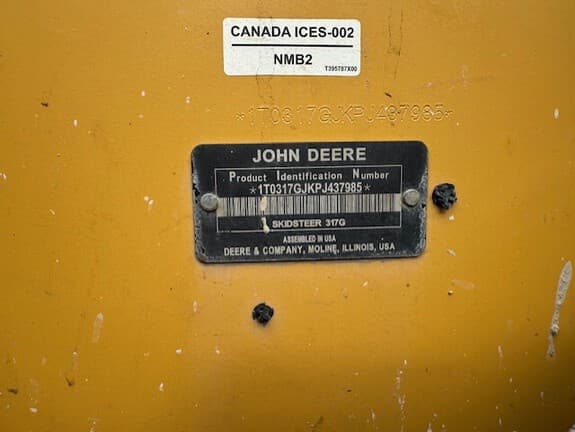 CANADA ICES-002
NMB2
T395787X00
*1T0317GJKPJ437985*
JOHN DEERE
Product Identification Number
*1T0317GJKPJ437985*
SKIDSTEER 317G
ASSEMBLED IN USA
DEERE & COMPANY, MOLINE, ILLINOIS, USA